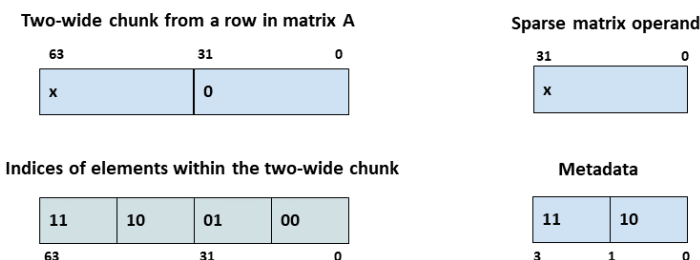 Two-wide chunk from a row in matrix A
63 31 0
x 0
Indices of elements within the two-wide chunk
11 10 01 00
63 31 0
Sparse matrix operand
31 0
x
Metadata
11 10
3 1 0